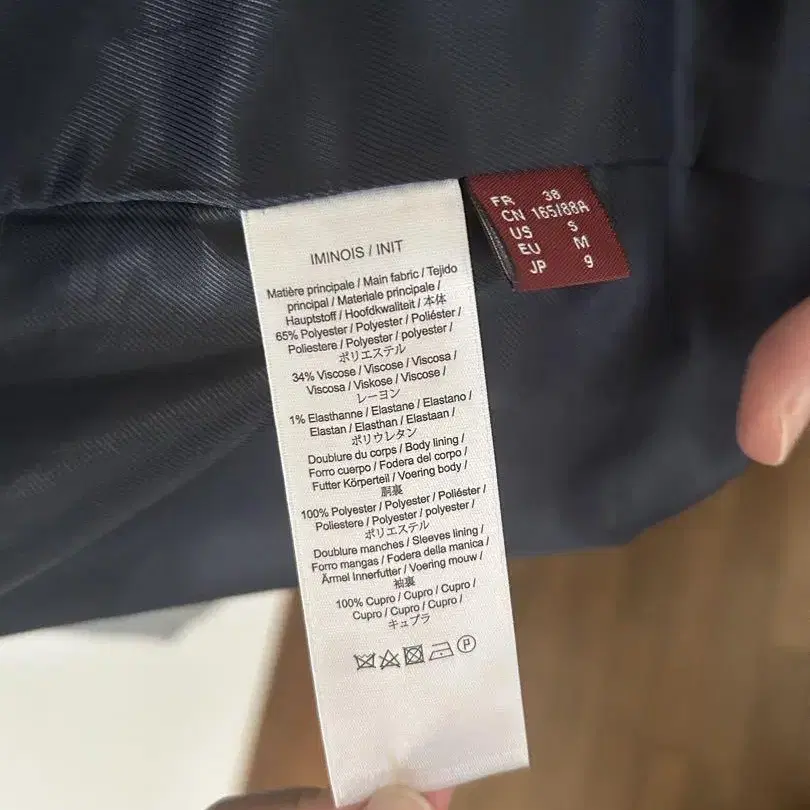 IMINOIS / INIT
Matière principale / Main fabric / Tejido
principal / Materiale principale /
Hauptstoff / Hoofdkwaliteit / 本体
65% Polyester / Polyester / Poliéster /
Poliestere / Polyester / polyester /
ポリエステル
34% Viscose / Viscose / Viscosa /
Viscosa / Viskose / Viscose /
レーヨン
1% Elasthanne / Elastane / Elastano /
Elastan / Elasthan / Elastaan /
ポリウレタン
Doublure du corps / Body lining /
Forro cuerpo / Fodera del corpo /
Futter Körperteil / Voering body /
胴裏
100% Polyester / Polyester / Poliéster /
Poliestere / Polyester / polyester /
ポリエステル
Doublure manches / Sleeves lining /
Forro mangas / Fodera della manica /
Ärmel Innerfutter / Voering mouw /
袖裏
100% Cupro / Cupro / Cupro /
Cupro / Cupro / Cupro /
キュプラ
P
FR 38
CN 165/88A
US S
EU M
JP 9